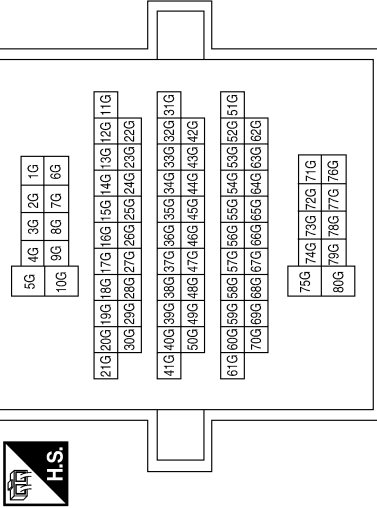 5G 4G 3G 2G 1G
10G 9G 8G 7G 6G
21G 20G 19G 18G 17G 16G 15G 14G 13G 12G 11G
30G 29G 28G 27G 26G 25G 24G 23G 22G
41G 40G 39G 38G 37G 36G 35G 34G 33G 32G 31G
50G 49G 48G 47G 46G 45G 44G 43G 42G
61G 60G 59G 58G 57G 56G 55G 54G 53G 52G 51G
70G 69G 68G 67G 66G 65G 64G 63G 62G
75G 74G 73G 72G 71G
80G 79G 78G 77G 76G
H.S.